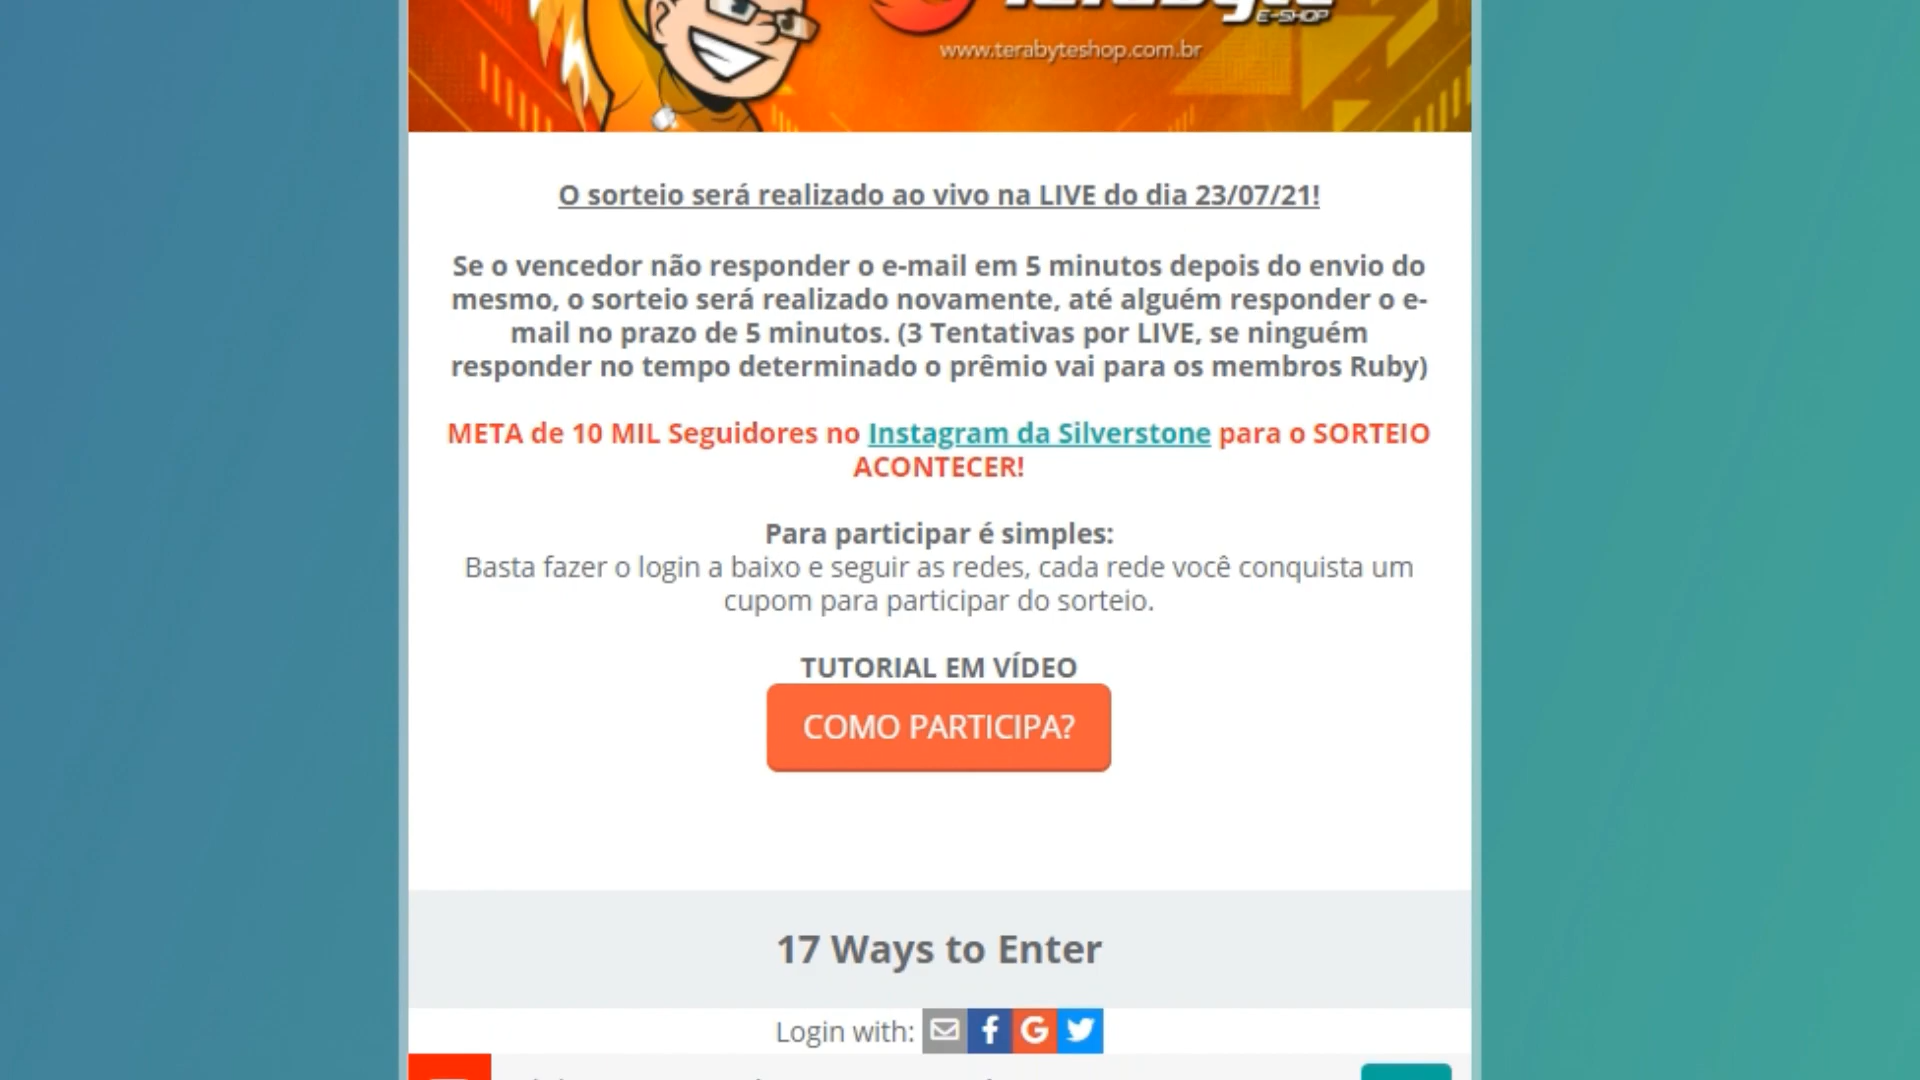 E-SHOP
www.terabyteshop.com.br
O sorteio será realizado ao vivo na LIVE do dia 23/07/21!
Se o vencedor não responder o e-mail em 5 minutos depois do envio do
mesmo, o sorteio será realizado novamente, até alguém responder o e-
mail no prazo de 5 minutos. (3 Tentativas por LIVE, se ninguém
responder no tempo determinado o prêmio vai para os membros Ruby)
META de 10 MIL Seguidores no Instagram da Silverstone para o SORTEIO
ACONTECER!
Para participar é simples:
Basta fazer o login a baixo e seguir as redes, cada rede você conquista um
cupom para participar do sorteio.
TUTORIAL EM VÍDEO
COMO PARTICIPA?
17 Ways to Enter
Login with: